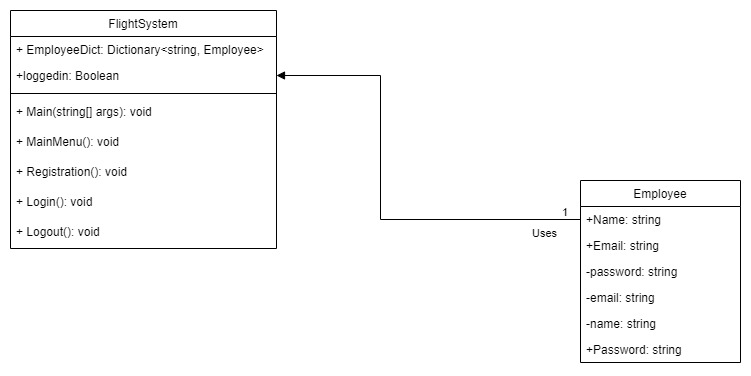 FlightSystem
+ EmployeeDict: Dictionary<string, Employee>
+loggedin: Boolean
+ Main(string[] args): void
+ MainMenu(): void
+ Registration(): void
+ Login(): void
+ Logout(): void
1
Uses
Employee
+Name: string
+Email: string
-password: string
-email: string
-name: string
+Password: string